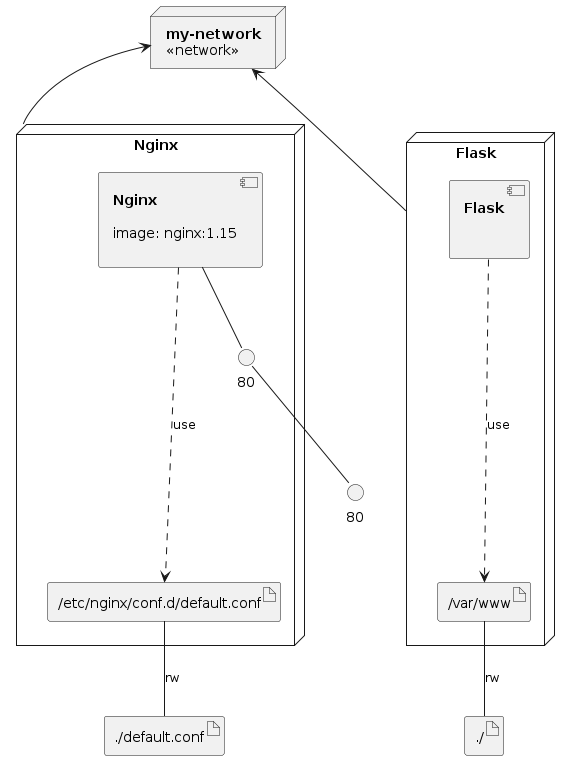 my-network
«network»
Nginx
Flask
Nginx
image: nginx:1.15
Flask
80
use
use
80
/etc/nginx/conf.d/default.conf
/var/www
rw
rw
./default.conf
./